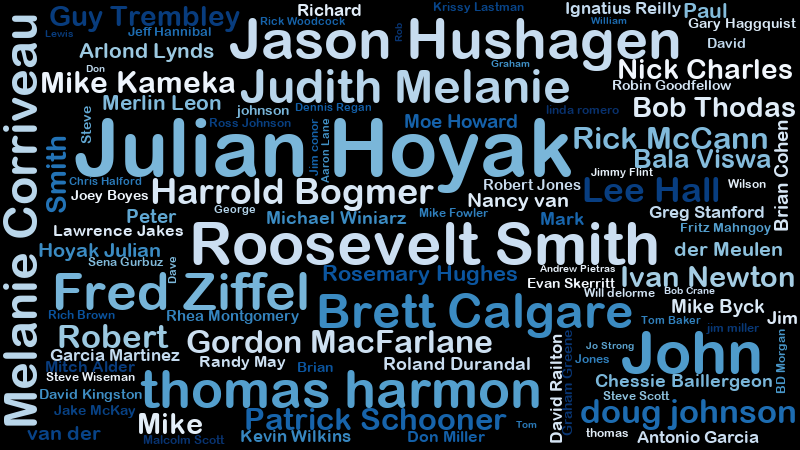 Guy Trembley
Richard
Krissy Lastman
Ignatius Reilly
Paul
Lewis
Jeff Hannibal
Rick Woodcock
Rob
William
Gary Haggquist
Arlond Lynds
Jason Hushagen
David
Don
Graham
Mike Kameka
Judith Melanie
Nick Charles
Robin Goodfellow
Merlin Leon
johnson
Dennis Regan
linda romero
Bob Thodas
Steve
Ross Johnson
Jim conor
Aaron Lane
Moe Howard
Rick McCann
Julian Hoyak
Smith
Bala Viswa
Brian Cohen
Jimmy Flint
Chris Halford
Joey Boyes
Harrold Bogmer
Robert Jones
Lee Hall
Wilson
Nancy van
Peter
George
Michael Winiarz
Mike Fowler
Mark
Greg Stanford
Lawrence Jakes
Fritz Mahngoy
Melanie Corriveau
Hoyak Julian
Roosevelt Smith
der Meulen
Sena Gurbuz
Dave
Rosemary Hughes
Andrew Pietras
Ivan Newton
Fred Ziffel
Evan Skerritt
Will delorme
Bob Crane
Mike Byck
Rich Brown
Rhea Montgomery
Brett Calgare
Tom Baker
Jim
jim miller
Robert
Gordon MacFarlane
Jo Strong
John
Garcia Martinez
Jones
Mitch Alder
Randy May
Brian
Roland Durandal
David Railton
Graham Greene
BD Morgan
Steve Wiseman
thomas harmon
Chessie Baillergeon
David Kingston
Steve Scott
Jake McKay
Mike
Patrick Schooner
doug johnson
Tom
van der
Malcolm Scott
Kevin Wilkins
Don Miller
thomas
Antonio Garcia